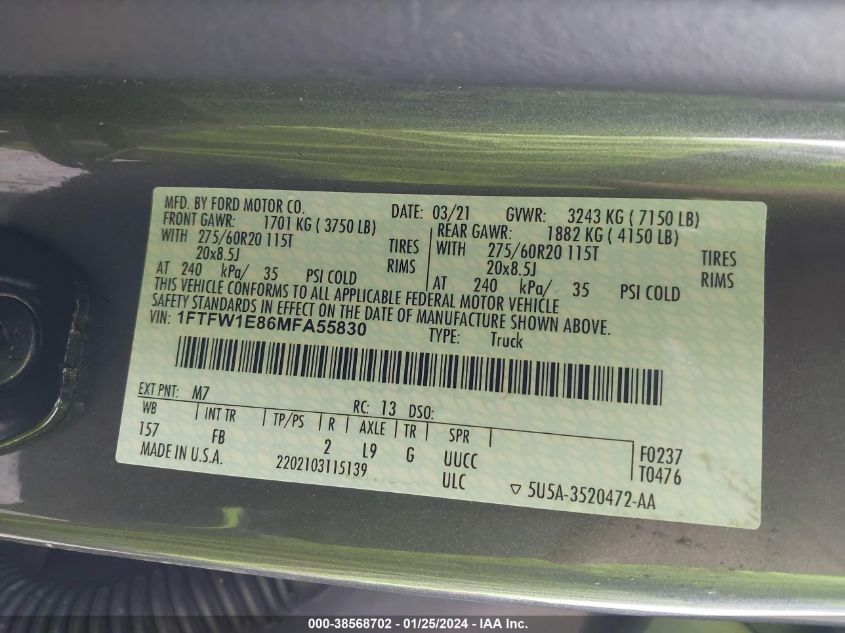 MFD. BY FORD MOTOR CO. DATE: 03/21 GVWR: 3243 KG ( 7150 LB)
FRONT GAWR: 1701 KG ( 3750 LB) REAR GAWR: 1882 KG ( 4150 LB)
WITH 275/60R20 115T TIRES WITH 275/60R20 115T TIRES
20x8.5J RIMS 20x8.5J RIMS
AT 240 kPa/ 35 PSI COLD AT 240 kPa/ 35 PSI COLD
THIS VEHICLE CONFORMS TO ALL APPLICABLE FEDERAL MOTOR VEHICLE
SAFETY STANDARDS IN EFFECT ON THE DATE OF MANUFACTURE SHOWN ABOVE.
VIN: 1FTFW1E86MFA55830 TYPE: Truck
EXT PNT: M7 RC: 13 DSO:
WB INT TR TP/PS R AXLE TR SPR
157 FB 2 L9 G UUCC F0237
MADE IN U.S.A. 2202103115139 ULC T0476
▽ 5U5A-3520472-AA
000-38568702 - 01/25/2024 - IAA Inc.